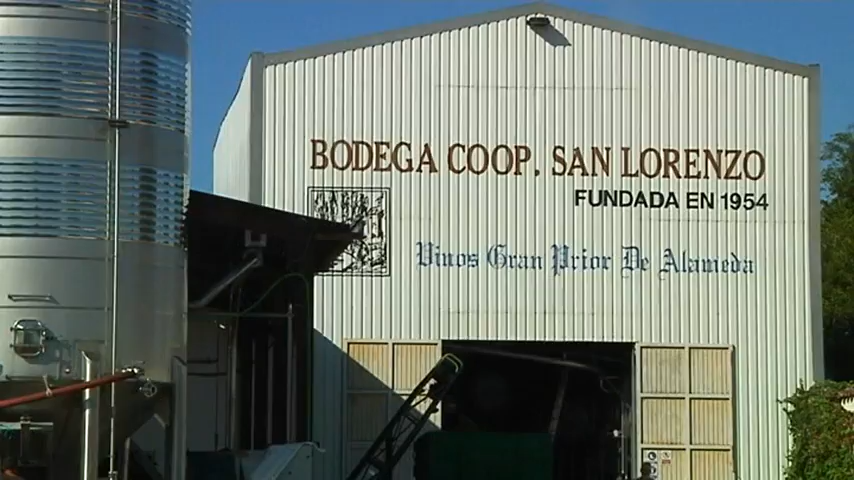 BODEGA COOP. SAN LORENZO
FUNDADA EN 1954
Vinos Gran Prior De Alameda